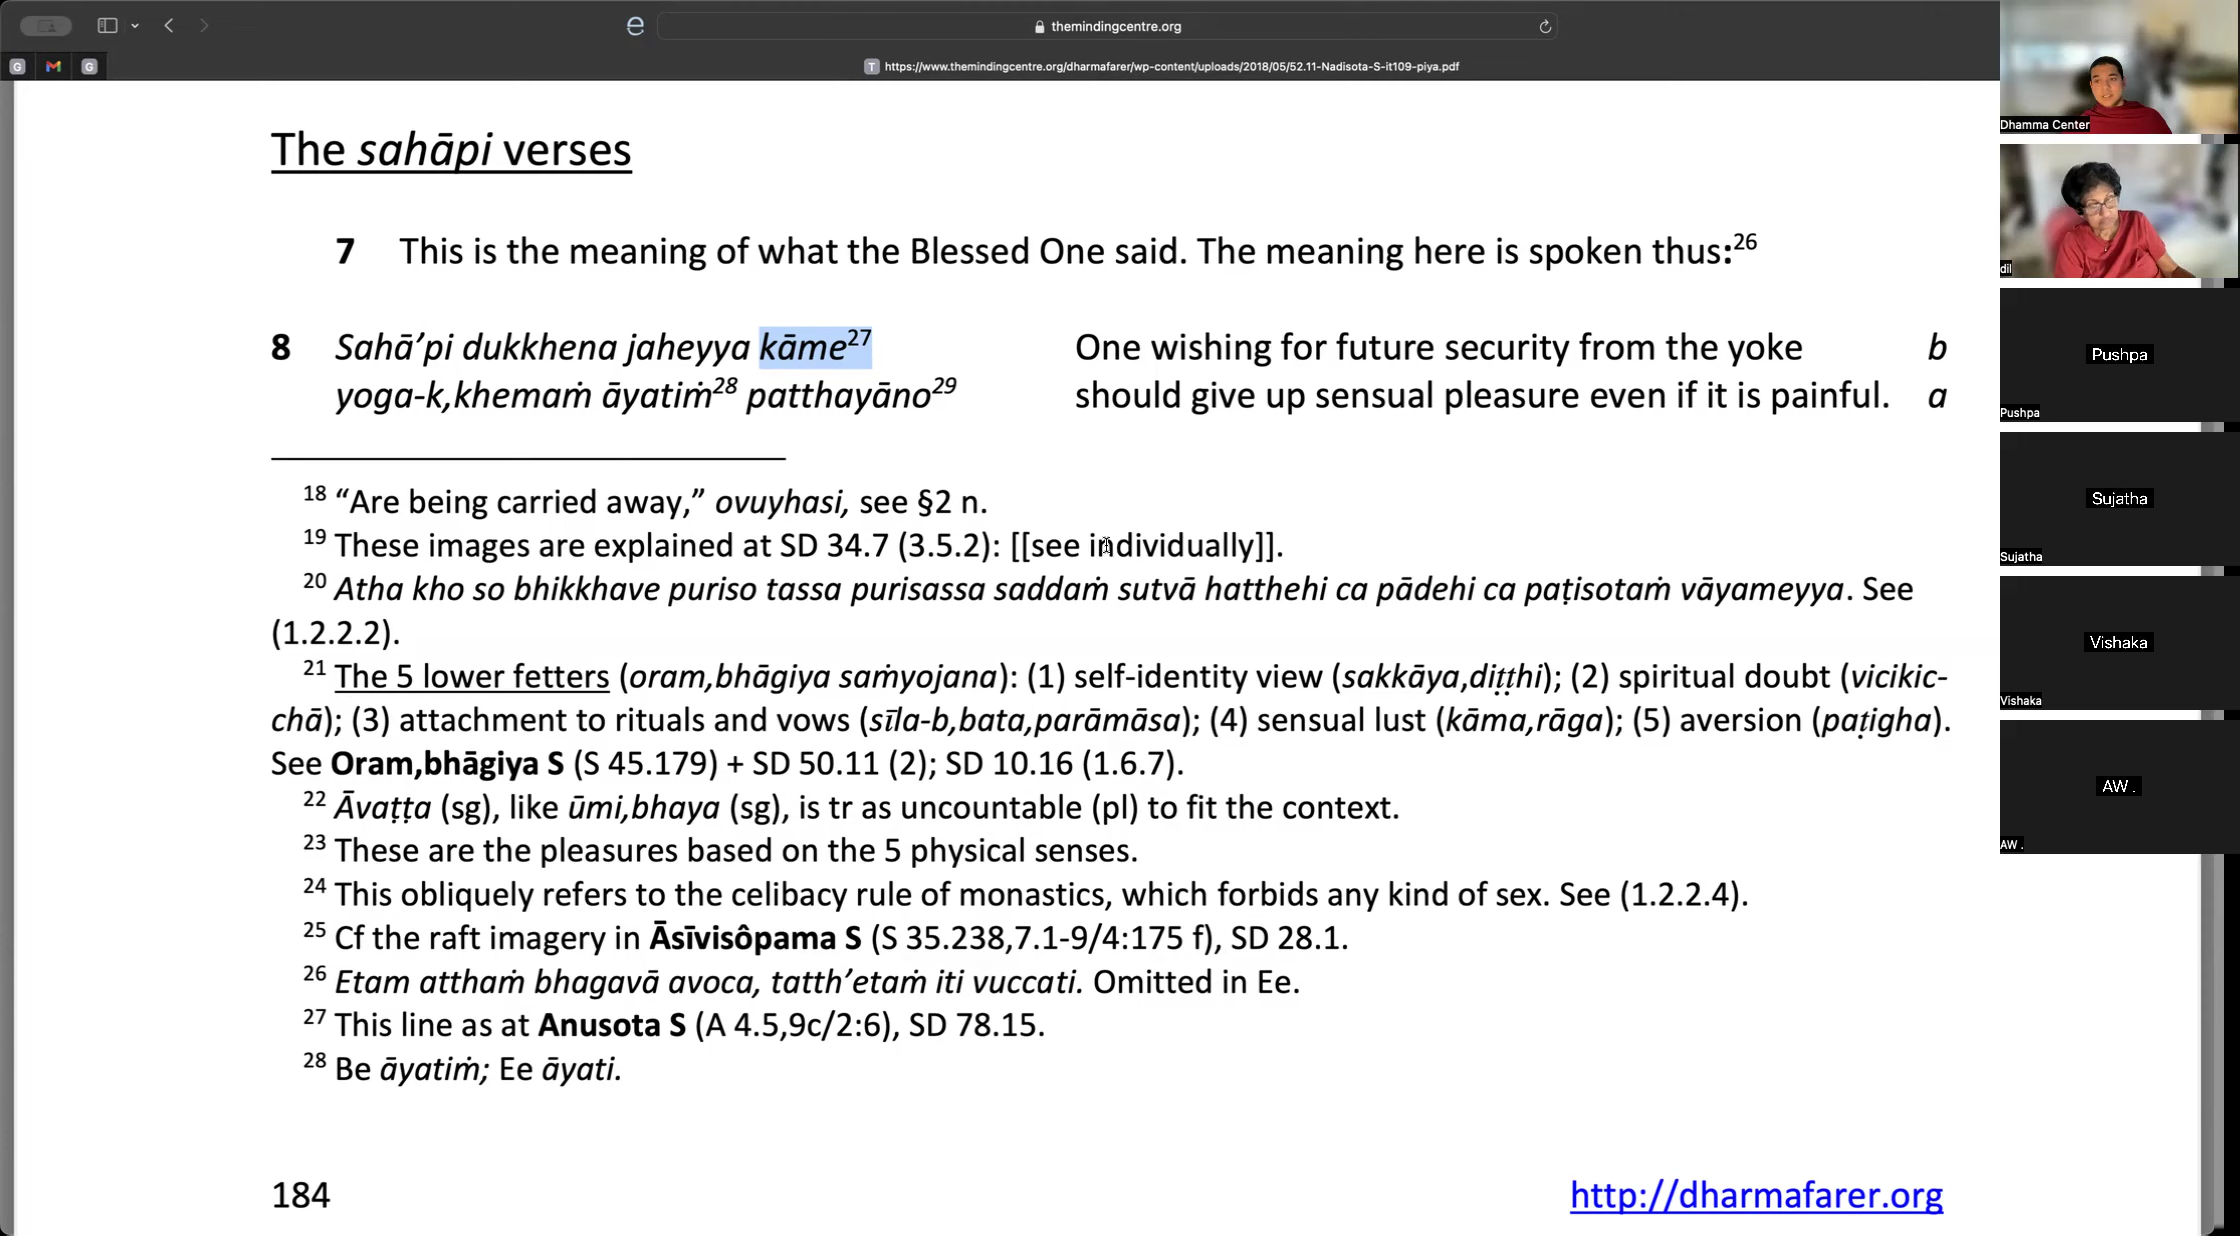 themindingcentre.org
G
G
T https://www.themindingcentre.org/dharmafarer/wp-content/uploads/2018/05/52.11-Nadisota-S-it109-piya.pdf
The sahāpi verses
7 This is the meaning of what the Blessed One said. The meaning here is spoken thus:26
8 Sahā’pi dukkhena jaheyya kāme27 One wishing for future security from the yoke b
yoga-k,khemaṁ āyatiṁ28 patthayāno29 should give up sensual pleasure even if it is painful. a
18 “Are being carried away,” ovuyhasi, see §2 n.
19 These images are explained at SD 34.7 (3.5.2): [[see individually]].
20 Atha kho so bhikkhave puriso tassa purisassa saddaṁ sutvā hatthehi ca pādehi ca paṭisotaṁ vāyameyya. See
(1.2.2.2).
21 The 5 lower fetters (oram,bhāgiya saṁyojana): (1) self-identity view (sakkāya,diṭṭhi); (2) spiritual doubt (vicikic-
chā); (3) attachment to rituals and vows (sīla-b,bata,parāmāsa); (4) sensual lust (kāma,rāga); (5) aversion (paṭigha).
See Oram,bhāgiya S (S 45.179) + SD 50.11 (2); SD 10.16 (1.6.7).
22 Āvaṭṭa (sg), like ūmi,bhaya (sg), is tr as uncountable (pl) to fit the context.
23 These are the pleasures based on the 5 physical senses.
24 This obliquely refers to the celibacy rule of monastics, which forbids any kind of sex. See (1.2.2.4).
25 Cf the raft imagery in Āsīvisôpama S (S 35.238,7.1-9/4:175 f), SD 28.1.
26 Etam atthaṁ bhagavā avoca, tatth’etaṁ iti vuccati. Omitted in Ee.
27 This line as at Anusota S (A 4.5,9c/2:6), SD 78.15.
28 Be āyatiṁ; Ee āyati.
184 http://dharmafarer.org
Dhamma Center
dil
Pushpa
Pushpa
Sujatha
Sujatha
Vishaka
Vishaka
AW .
AW .